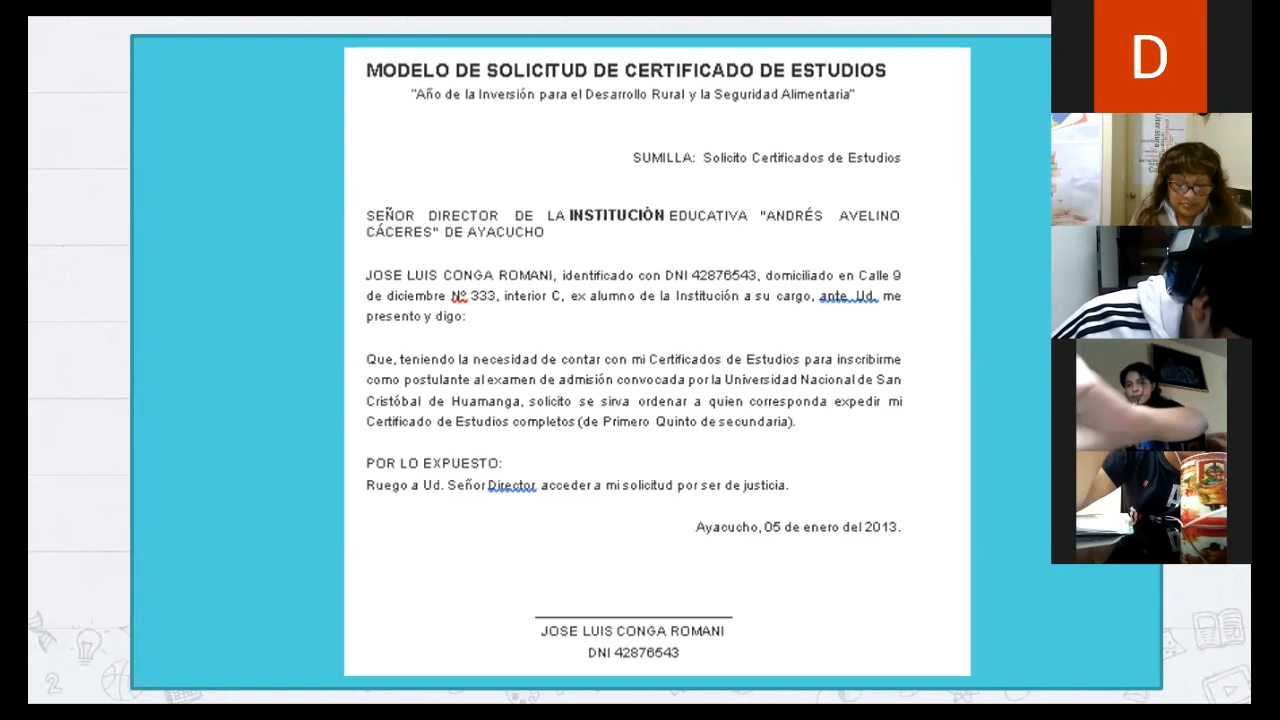 MODELO DE SOLICITUD DE CERTIFICADO DE ESTUDIOS
"Año de la Inversión para el Desarrollo Rural y la Seguridad Alimentaria"
SUMILLA: Solicito Certificados de Estudios
SEÑOR DIRECTOR DE LA INSTITUCIÓN EDUCATIVA "ANDRÉS AVELINO
CÁCERES" DE AYACUCHO
JOSE LUIS CONGA ROMANI, identificado con DNI 42876543, domiciliado en Calle 9
de diciembre Nº 333, interior C, ex alumno de la Institución a su cargo, ante Ud. me
presento y digo:
Que, teniendo la necesidad de contar con mi Certificados de Estudios para inscribirme
como postulante al examen de admisión convocada por la Universidad Nacional de San
Cristóbal de Huamanga, solicito se sirva ordenar a quien corresponda expedir mi
Certificado de Estudios completos (de Primero Quinto de secundaria).
POR LO EXPUESTO:
Ruego a Ud. Señor Director, acceder a mi solicitud por ser de justicia.
Ayacucho, 05 de enero del 2013.
JOSE LUIS CONGA ROMANI
DNI 42876543
D